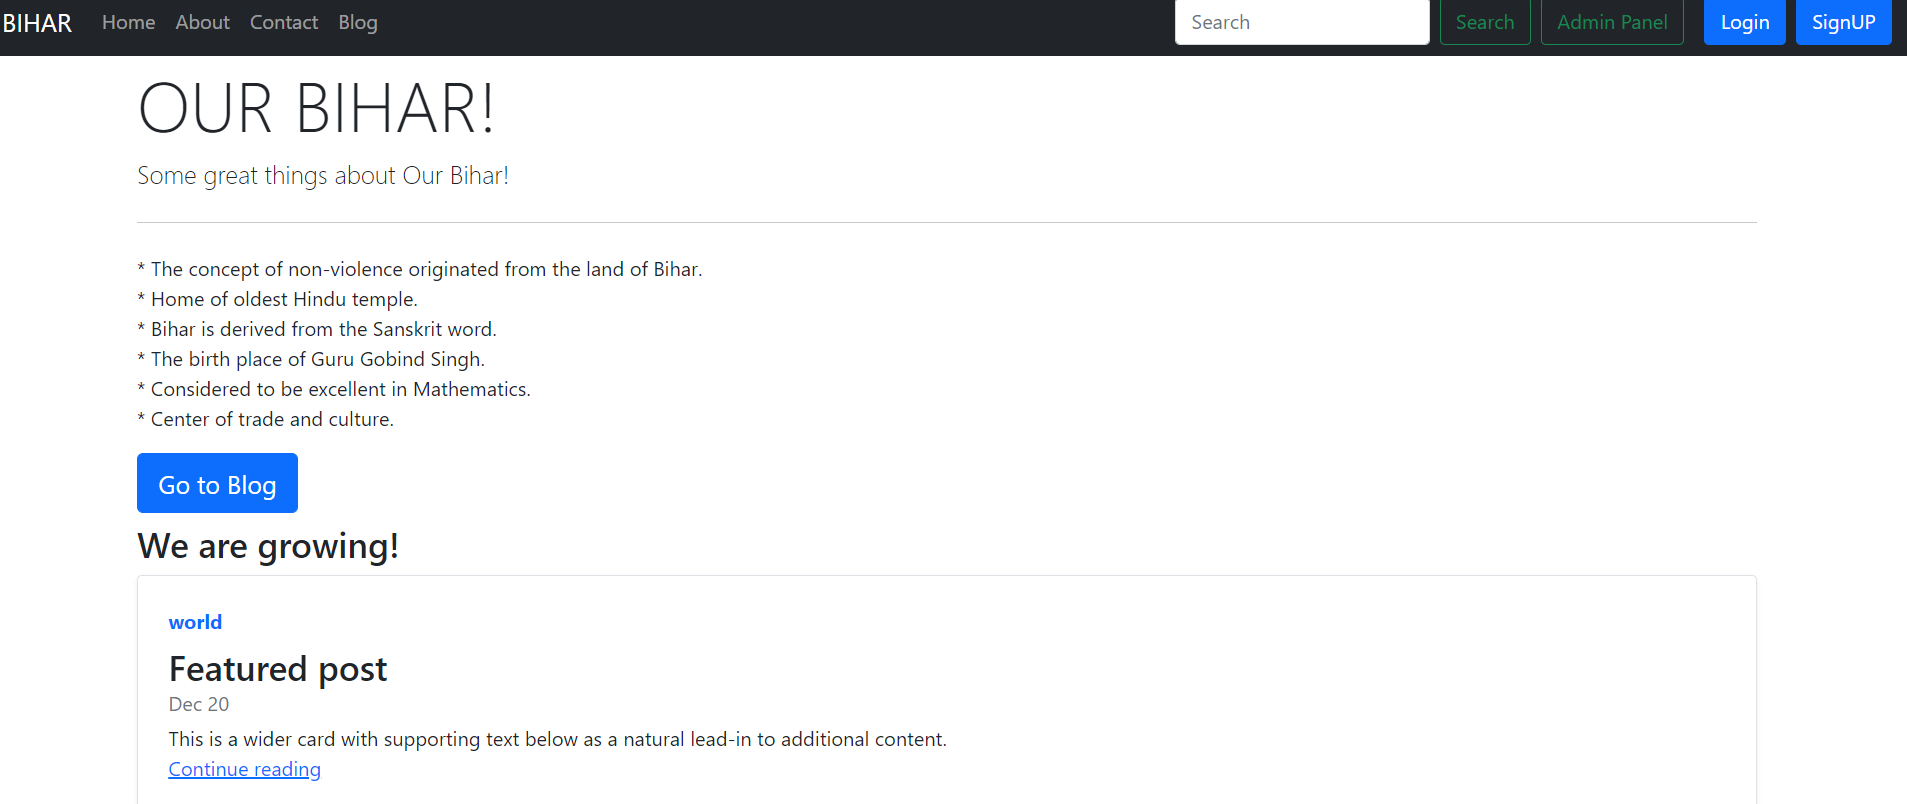 BIHAR Home About Contact Blog Search Search Admin Panel Login SignUP
OUR BIHAR!
Some great things about Our Bihar!
* The concept of non-violence originated from the land of Bihar.
* Home of oldest Hindu temple.
* Bihar is derived from the Sanskrit word.
* The birth place of Guru Gobind Singh.
* Considered to be excellent in Mathematics.
* Center of trade and culture.
Go to Blog
We are growing!
world
Featured post
Dec 20
This is a wider card with supporting text below as a natural lead-in to additional content.
Continue reading